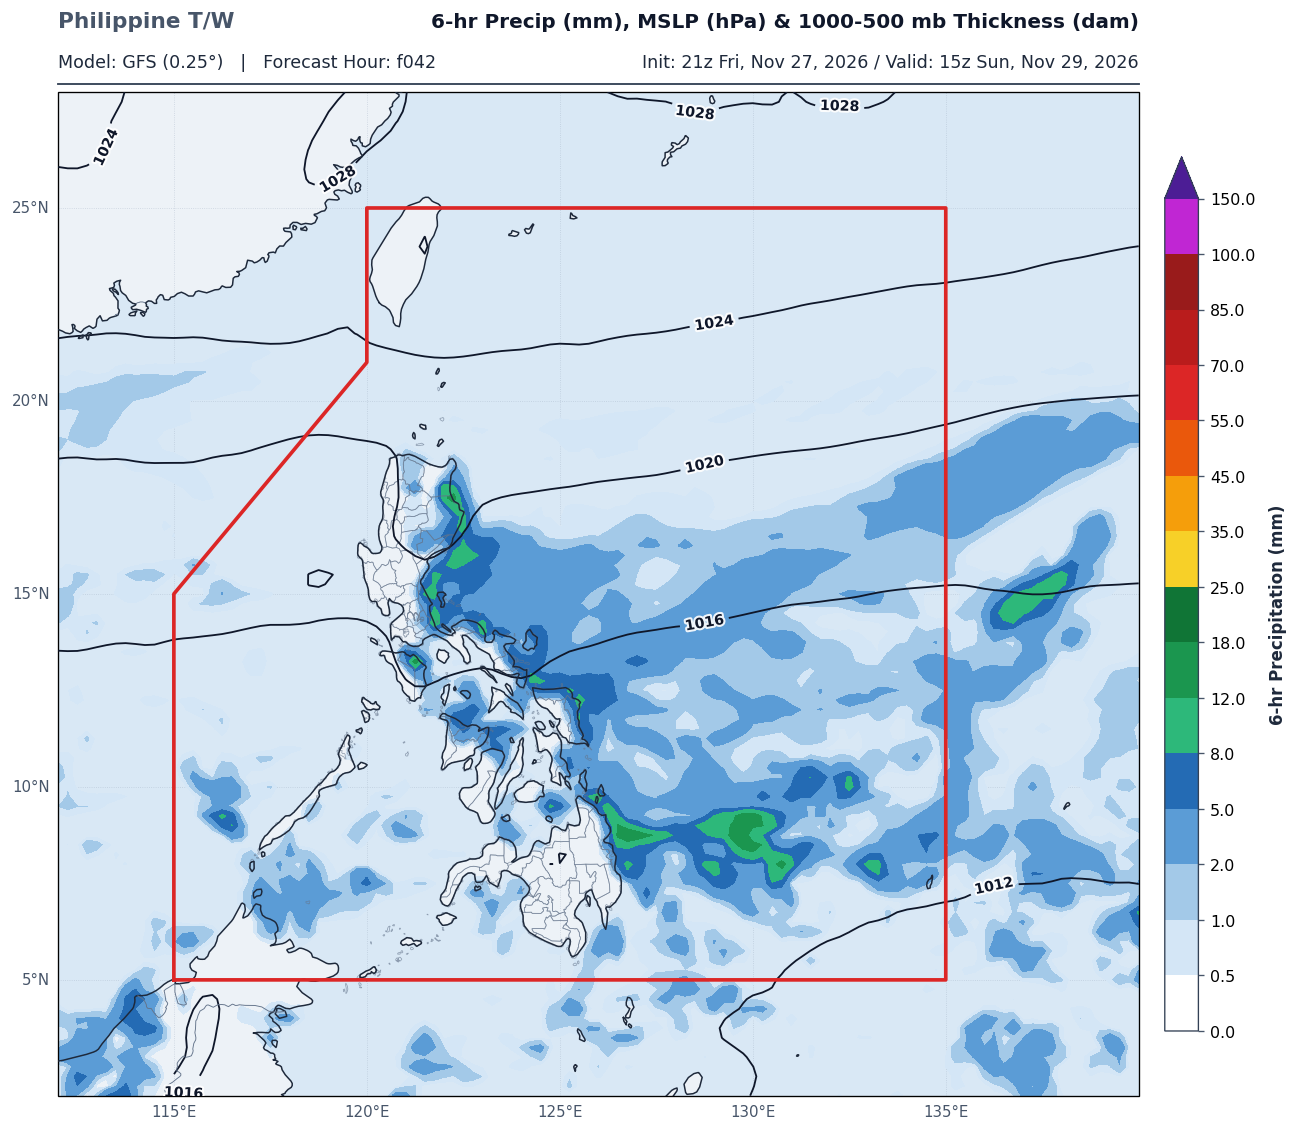 Philippine T/W
6-hr Precip (mm), MSLP (hPa) & 1000-500 mb Thickness (dam)
Model: GFS (0.25°)   |   Forecast Hour: f042
Init: 21z Fri, Nov 27, 2026 / Valid: 15z Sun, Nov 29, 2026
1028
1028
1024
1028
150.0
25°N
100.0
85.0
1024
70.0
20°N
55.0
1020
45.0
35.0
15°N
25.0
1016
18.0
12.0
6-hr Precipitation (mm)
8.0
10°N
5.0
2.0
1012
1.0
5°N
0.5
0.0
1016
115°E
120°E
125°E
130°E
135°E